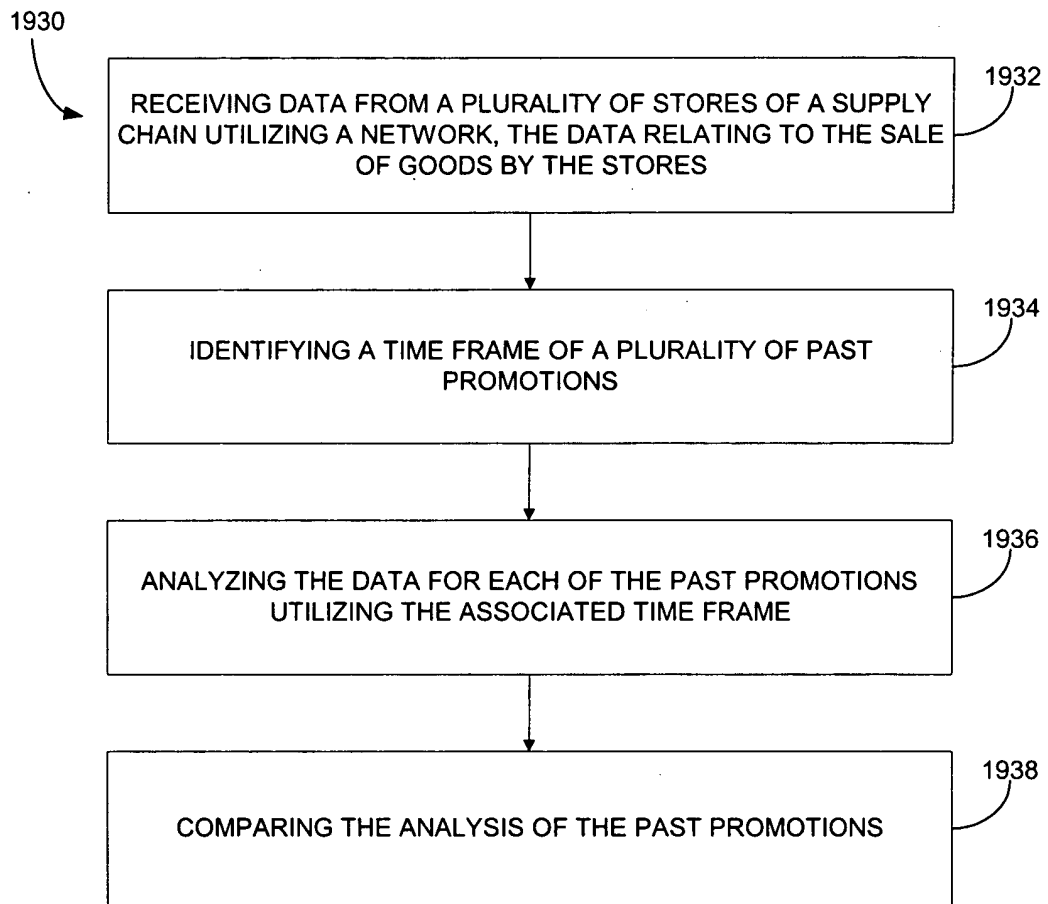 1930
1932
RECEIVING DATA FROM A PLURALITY OF STORES OF A SUPPLY
CHAIN UTILIZING A NETWORK, THE DATA RELATING TO THE SALE
OF GOODS BY THE STORES
1934
IDENTIFYING A TIME FRAME OF A PLURALITY OF PAST
PROMOTIONS
1936
ANALYZING THE DATA FOR EACH OF THE PAST PROMOTIONS
UTILIZING THE ASSOCIATED TIME FRAME
1938
COMPARING THE ANALYSIS OF THE PAST PROMOTIONS